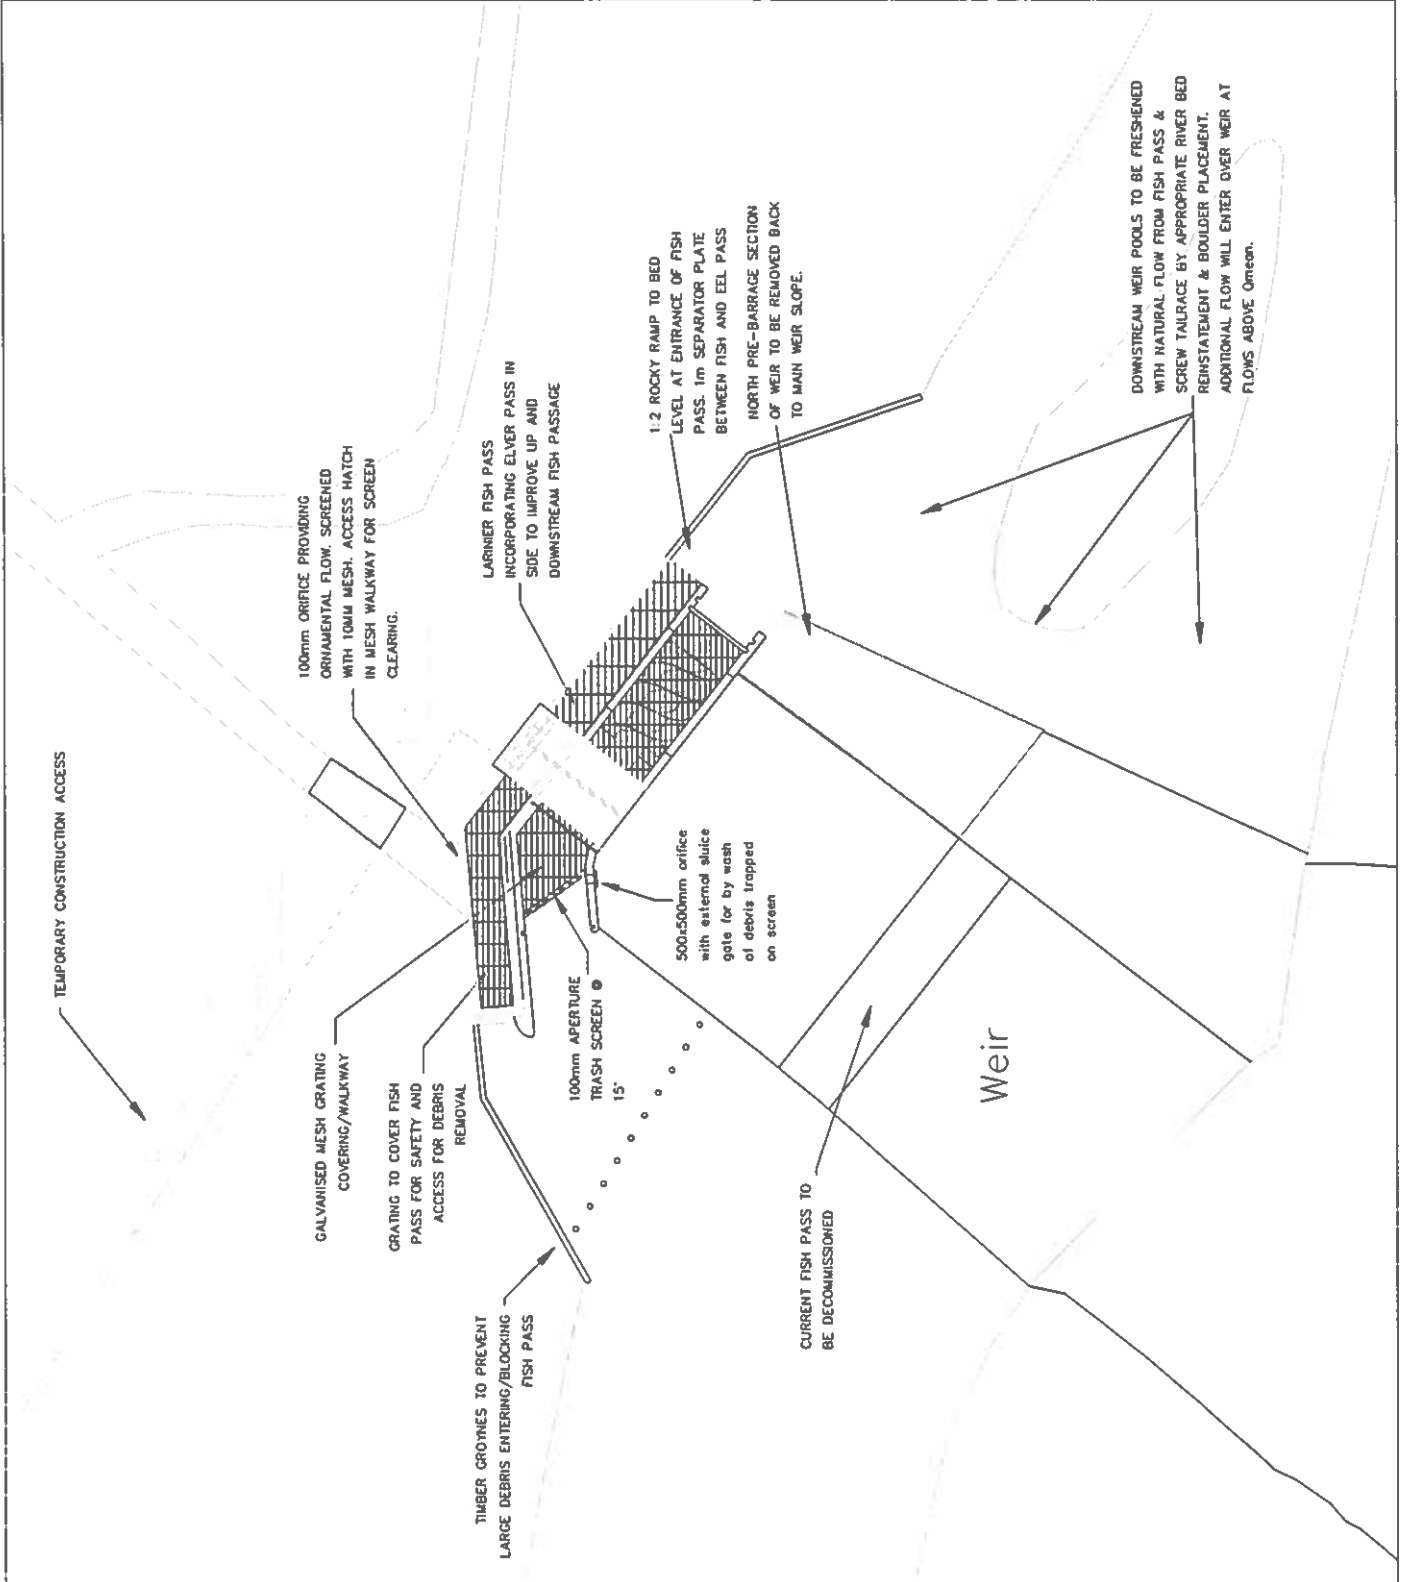 TEMPORARY CONSTRUCTION ACCESS
100mm ORIFICE PROVIDING
ORNAMENTAL FLOW. SCREENED
WITH 10MM MESH. ACCESS HATCH
IN MESH WALKWAY FOR SCREEN
CLEARING.
GALVANISED MESH GRATING
COVERING/WALKWAY
GRATING TO COVER FISH
PASS FOR SAFETY AND
ACCESS FOR DEBRIS
REMOVAL
LARINIER FISH PASS
INCORPORATING ELVER PASS IN
SIDE TO IMPROVE UP AND
DOWNSTREAM FISH PASSAGE
TIMBER GROYNES TO PREVENT
LARGE DEBRIS ENTERING/BLOCKING
FISH PASS
100mm APERTURE
TRASH SCREEN @
15°
500x500mm orifice
with external sluice
gate for by wash
of debris trapped
on screen
1:2 ROCKY RAMP TO BED
LEVEL AT ENTRANCE OF FISH
PASS. 1m SEPARATOR PLATE
BETWEEN FISH AND EEL PASS
NORTH PRE-BARRAGE SECTION
OF WEIR TO BE REMOVED BACK
TO MAIN WEIR SLOPE.
CURRENT FISH PASS TO
BE DECOMMISSIONED
Weir
DOWNSTREAM WEIR POOLS TO BE FRESHENED
WITH NATURAL FLOW FROM FISH PASS &
SCREW TAILRACE BY APPROPRIATE RIVER BED
REINSTATEMENT & BOULDER PLACEMENT.
ADDITIONAL FLOW WILL ENTER OVER WEIR AT
FLOWS ABOVE Qmean.